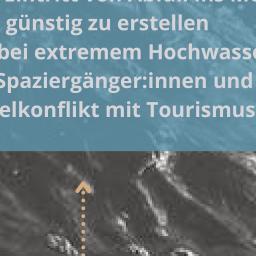 günstig zu erstellen
bei extremem Hochwasse
Spaziergänger:innen und
elkonflikt mit Tourismus